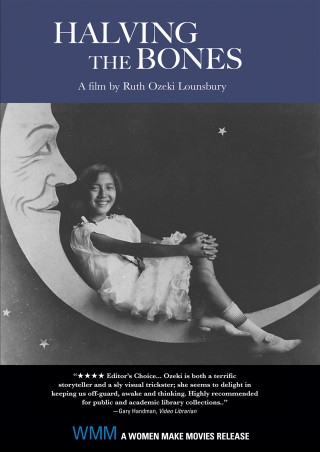 HALVING
THE BONES
A film by Ruth Ozeki Lounsbury
“★★★★ Editor’s Choice... Ozeki is both a terrific
storyteller and a sly visual trickster; she seems to delight in
keeping us off-guard, awake and thinking. Highly recommended
for public and academic library collections..”
—Gary Handman, Video Librarian
WMM A WOMEN MAKE MOVIES RELEASE